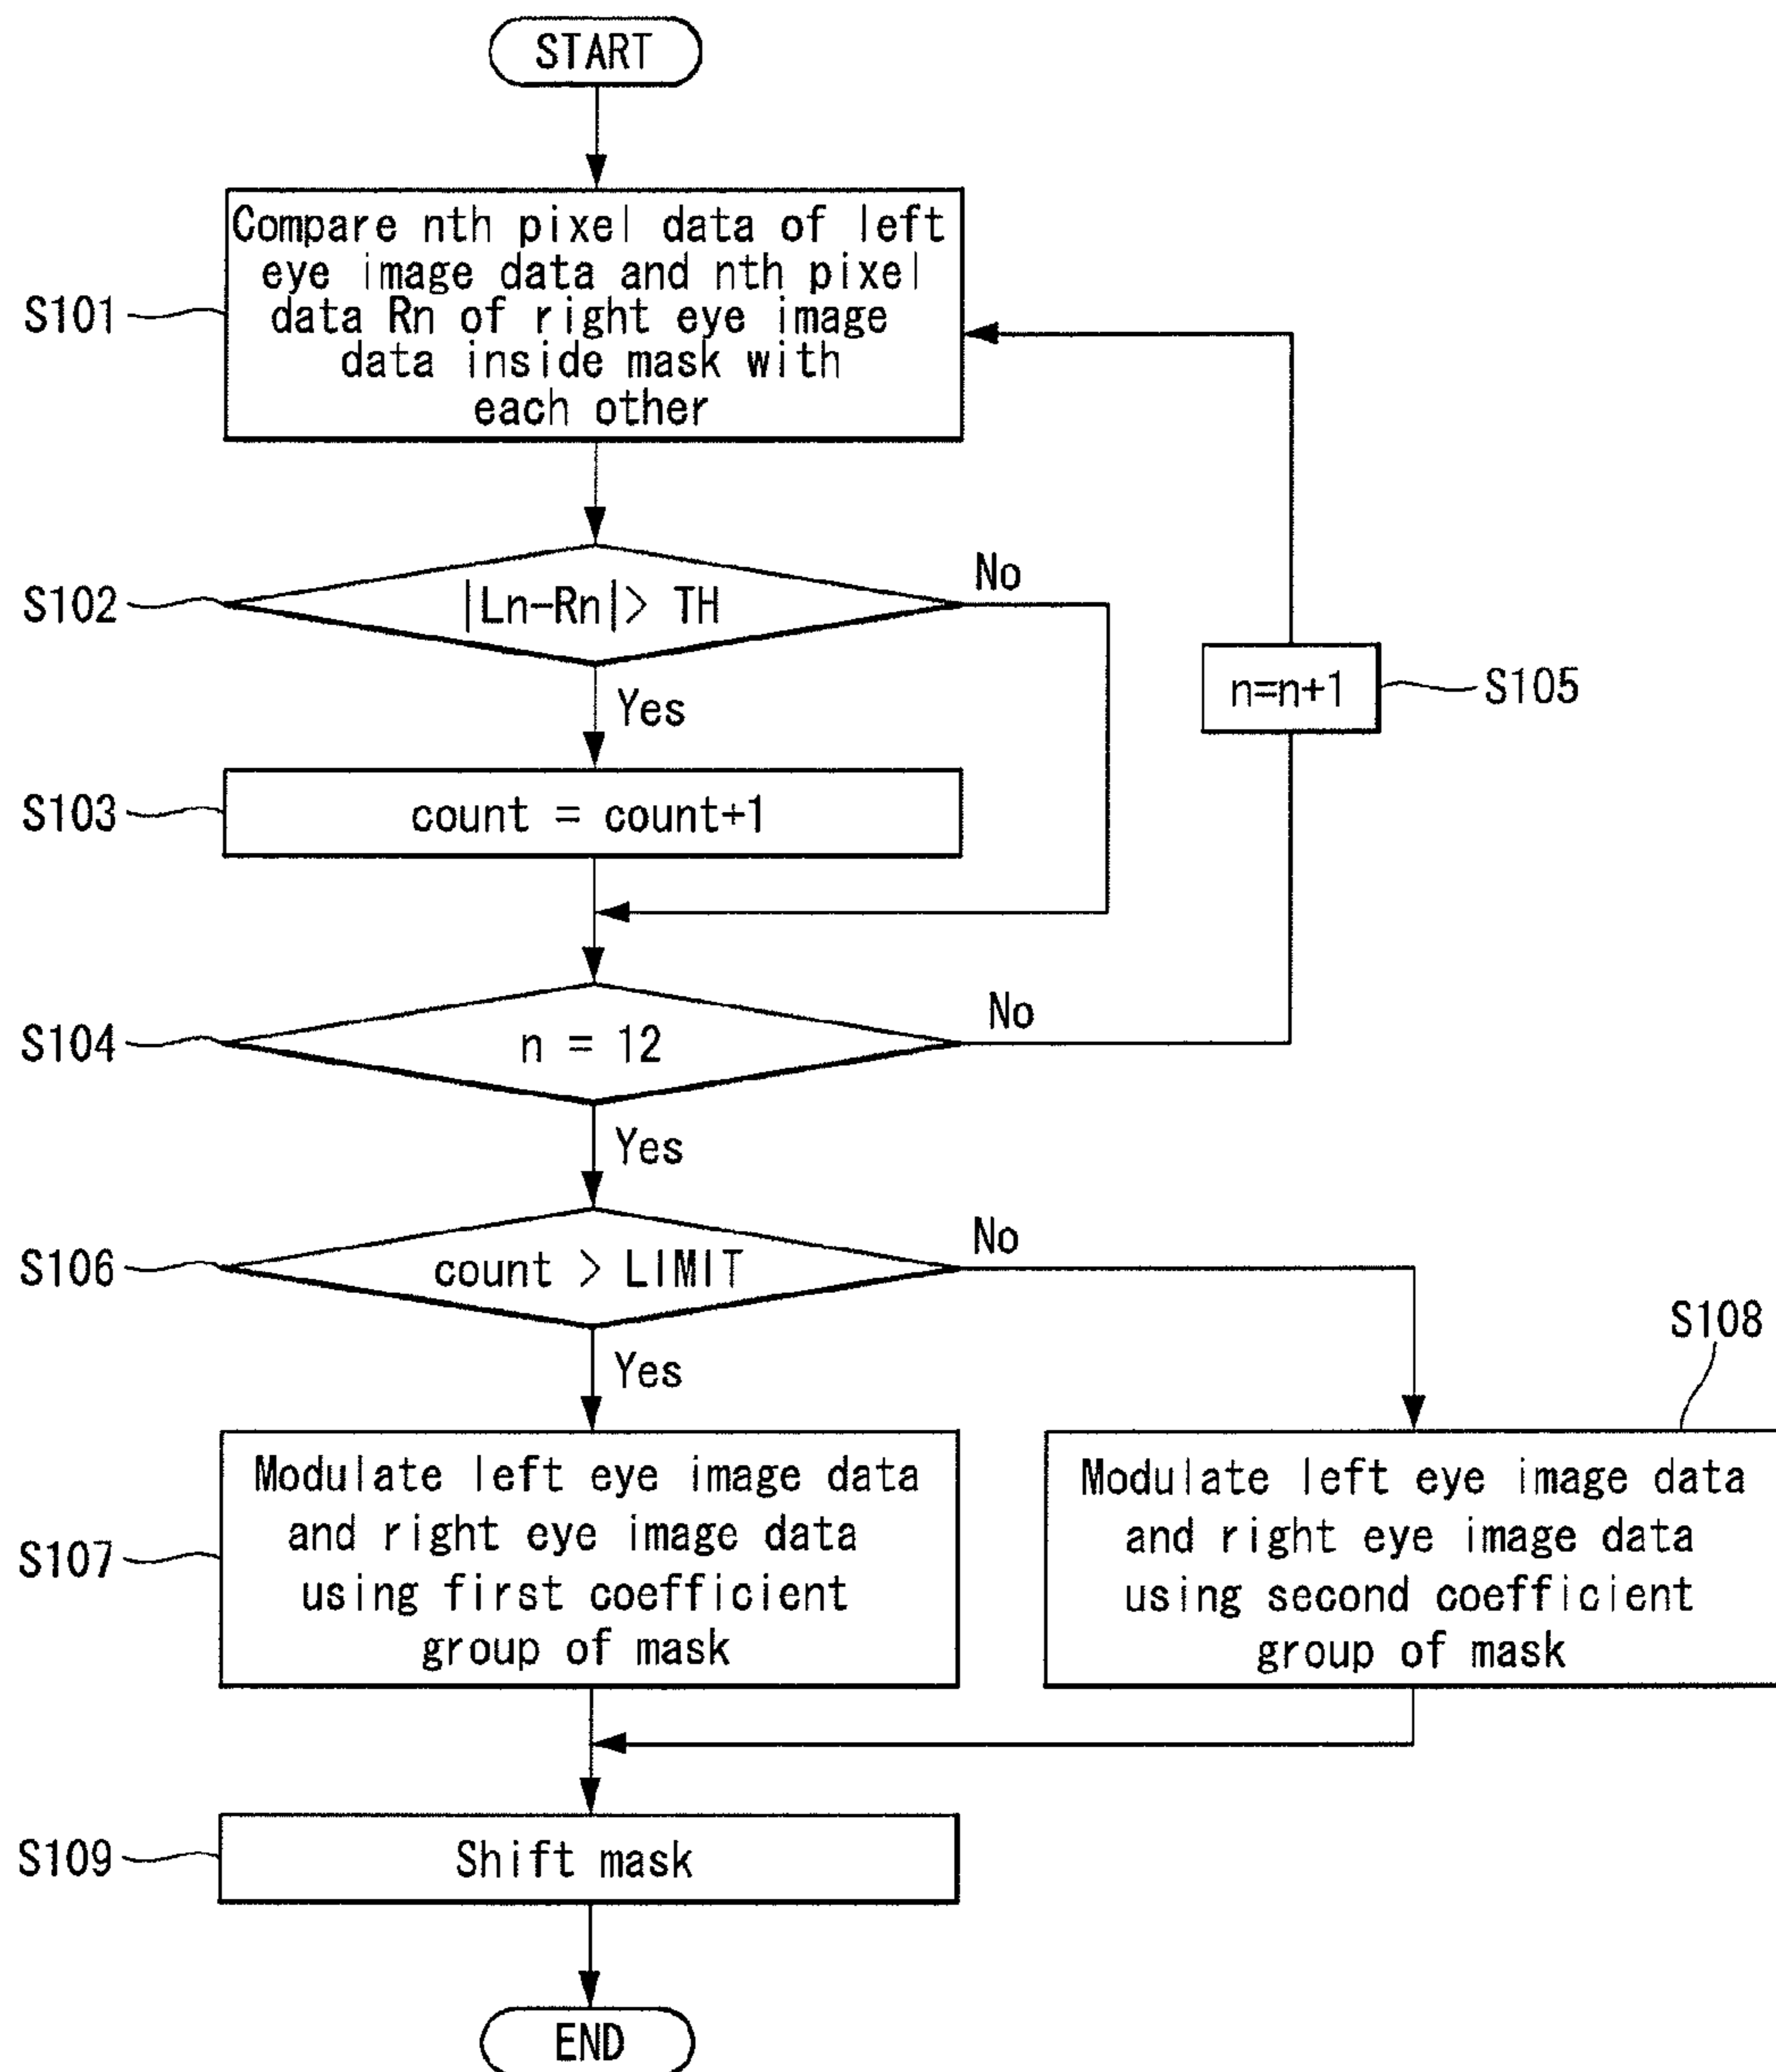 START
Compare nth pixel data of left
eye image data and nth pixel
data Rn of right eye image
data inside mask with
each other
S101
S102
|Ln-Rn|> TH
No
Yes
n=n+1
S105
S103
count = count+1
S104
n = 12
No
Yes
S106
count > LIMIT
No
Yes
S108
S107
Modulate left eye image data
and right eye image data
using first coefficient
group of mask
Modulate left eye image data
and right eye image data
using second coefficient
group of mask
S109
Shift mask
END